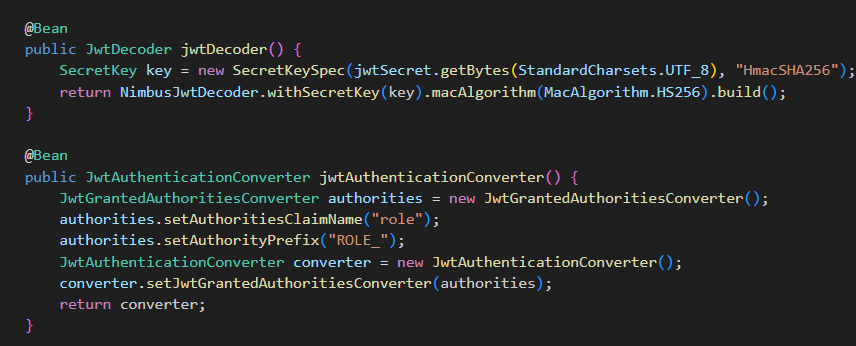 @Bean
public JwtDecoder jwtDecoder() {
    SecretKey key = new SecretKeySpec(jwtSecret.getBytes(StandardCharsets.UTF_8), "HmacSHA256");
    return NimbusJwtDecoder.withSecretKey(key).macAlgorithm(MacAlgorithm.HS256).build();
}

@Bean
public JwtAuthenticationConverter jwtAuthenticationConverter() {
    JwtGrantedAuthoritiesConverter authorities = new JwtGrantedAuthoritiesConverter();
    authorities.setAuthoritiesClaimName("role");
    authorities.setAuthorityPrefix("ROLE_");
    JwtAuthenticationConverter converter = new JwtAuthenticationConverter();
    converter.setJwtGrantedAuthoritiesConverter(authorities);
    return converter;
}